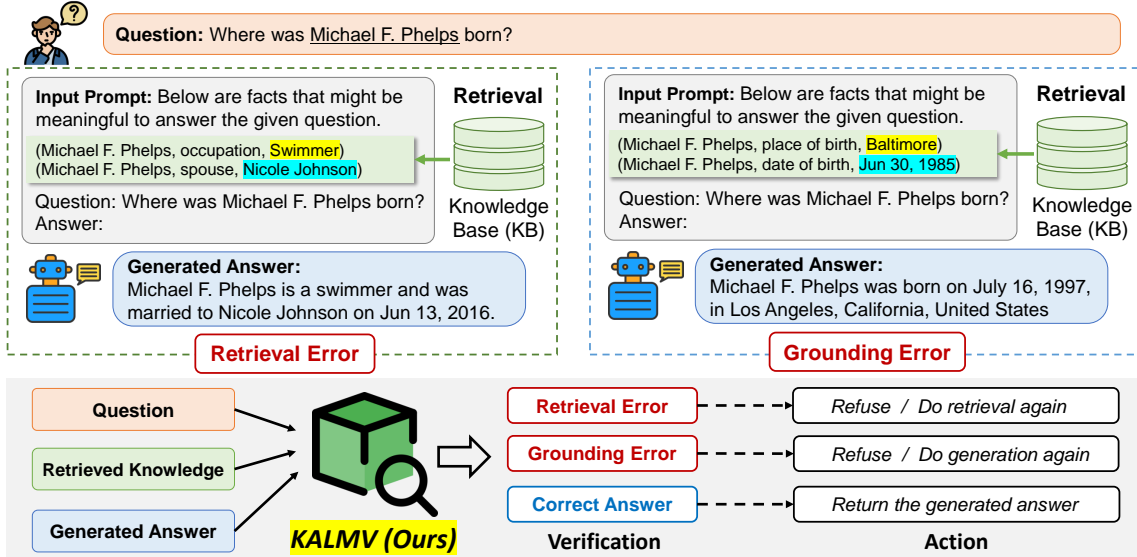 Question: Where was Michael F. Phelps born?
Input Prompt: Below are facts that might be
meaningful to answer the given question.
(Michael F. Phelps, occupation, Swimmer)
(Michael F. Phelps, spouse, Nicole Johnson)
Question: Where was Michael F. Phelps born?
Answer:
Retrieval
Knowledge
Base (KB)
Generated Answer:
Michael F. Phelps is a swimmer and was
married to Nicole Johnson on Jun 13, 2016.
Retrieval Error
Input Prompt: Below are facts that might be
meaningful to answer the given question.
(Michael F. Phelps, place of birth, Baltimore)
(Michael F. Phelps, date of birth, Jun 30, 1985)
Question: Where was Michael F. Phelps born?
Answer:
Retrieval
Knowledge
Base (KB)
Generated Answer:
Michael F. Phelps was born on July 16, 1997,
in Los Angeles, California, United States
Grounding Error
Question
Retrieved Knowledge
Generated Answer
KALMV (Ours)
Retrieval Error
Refuse / Do retrieval again
Grounding Error
Refuse / Do generation again
Correct Answer
Return the generated answer
Verification
Action